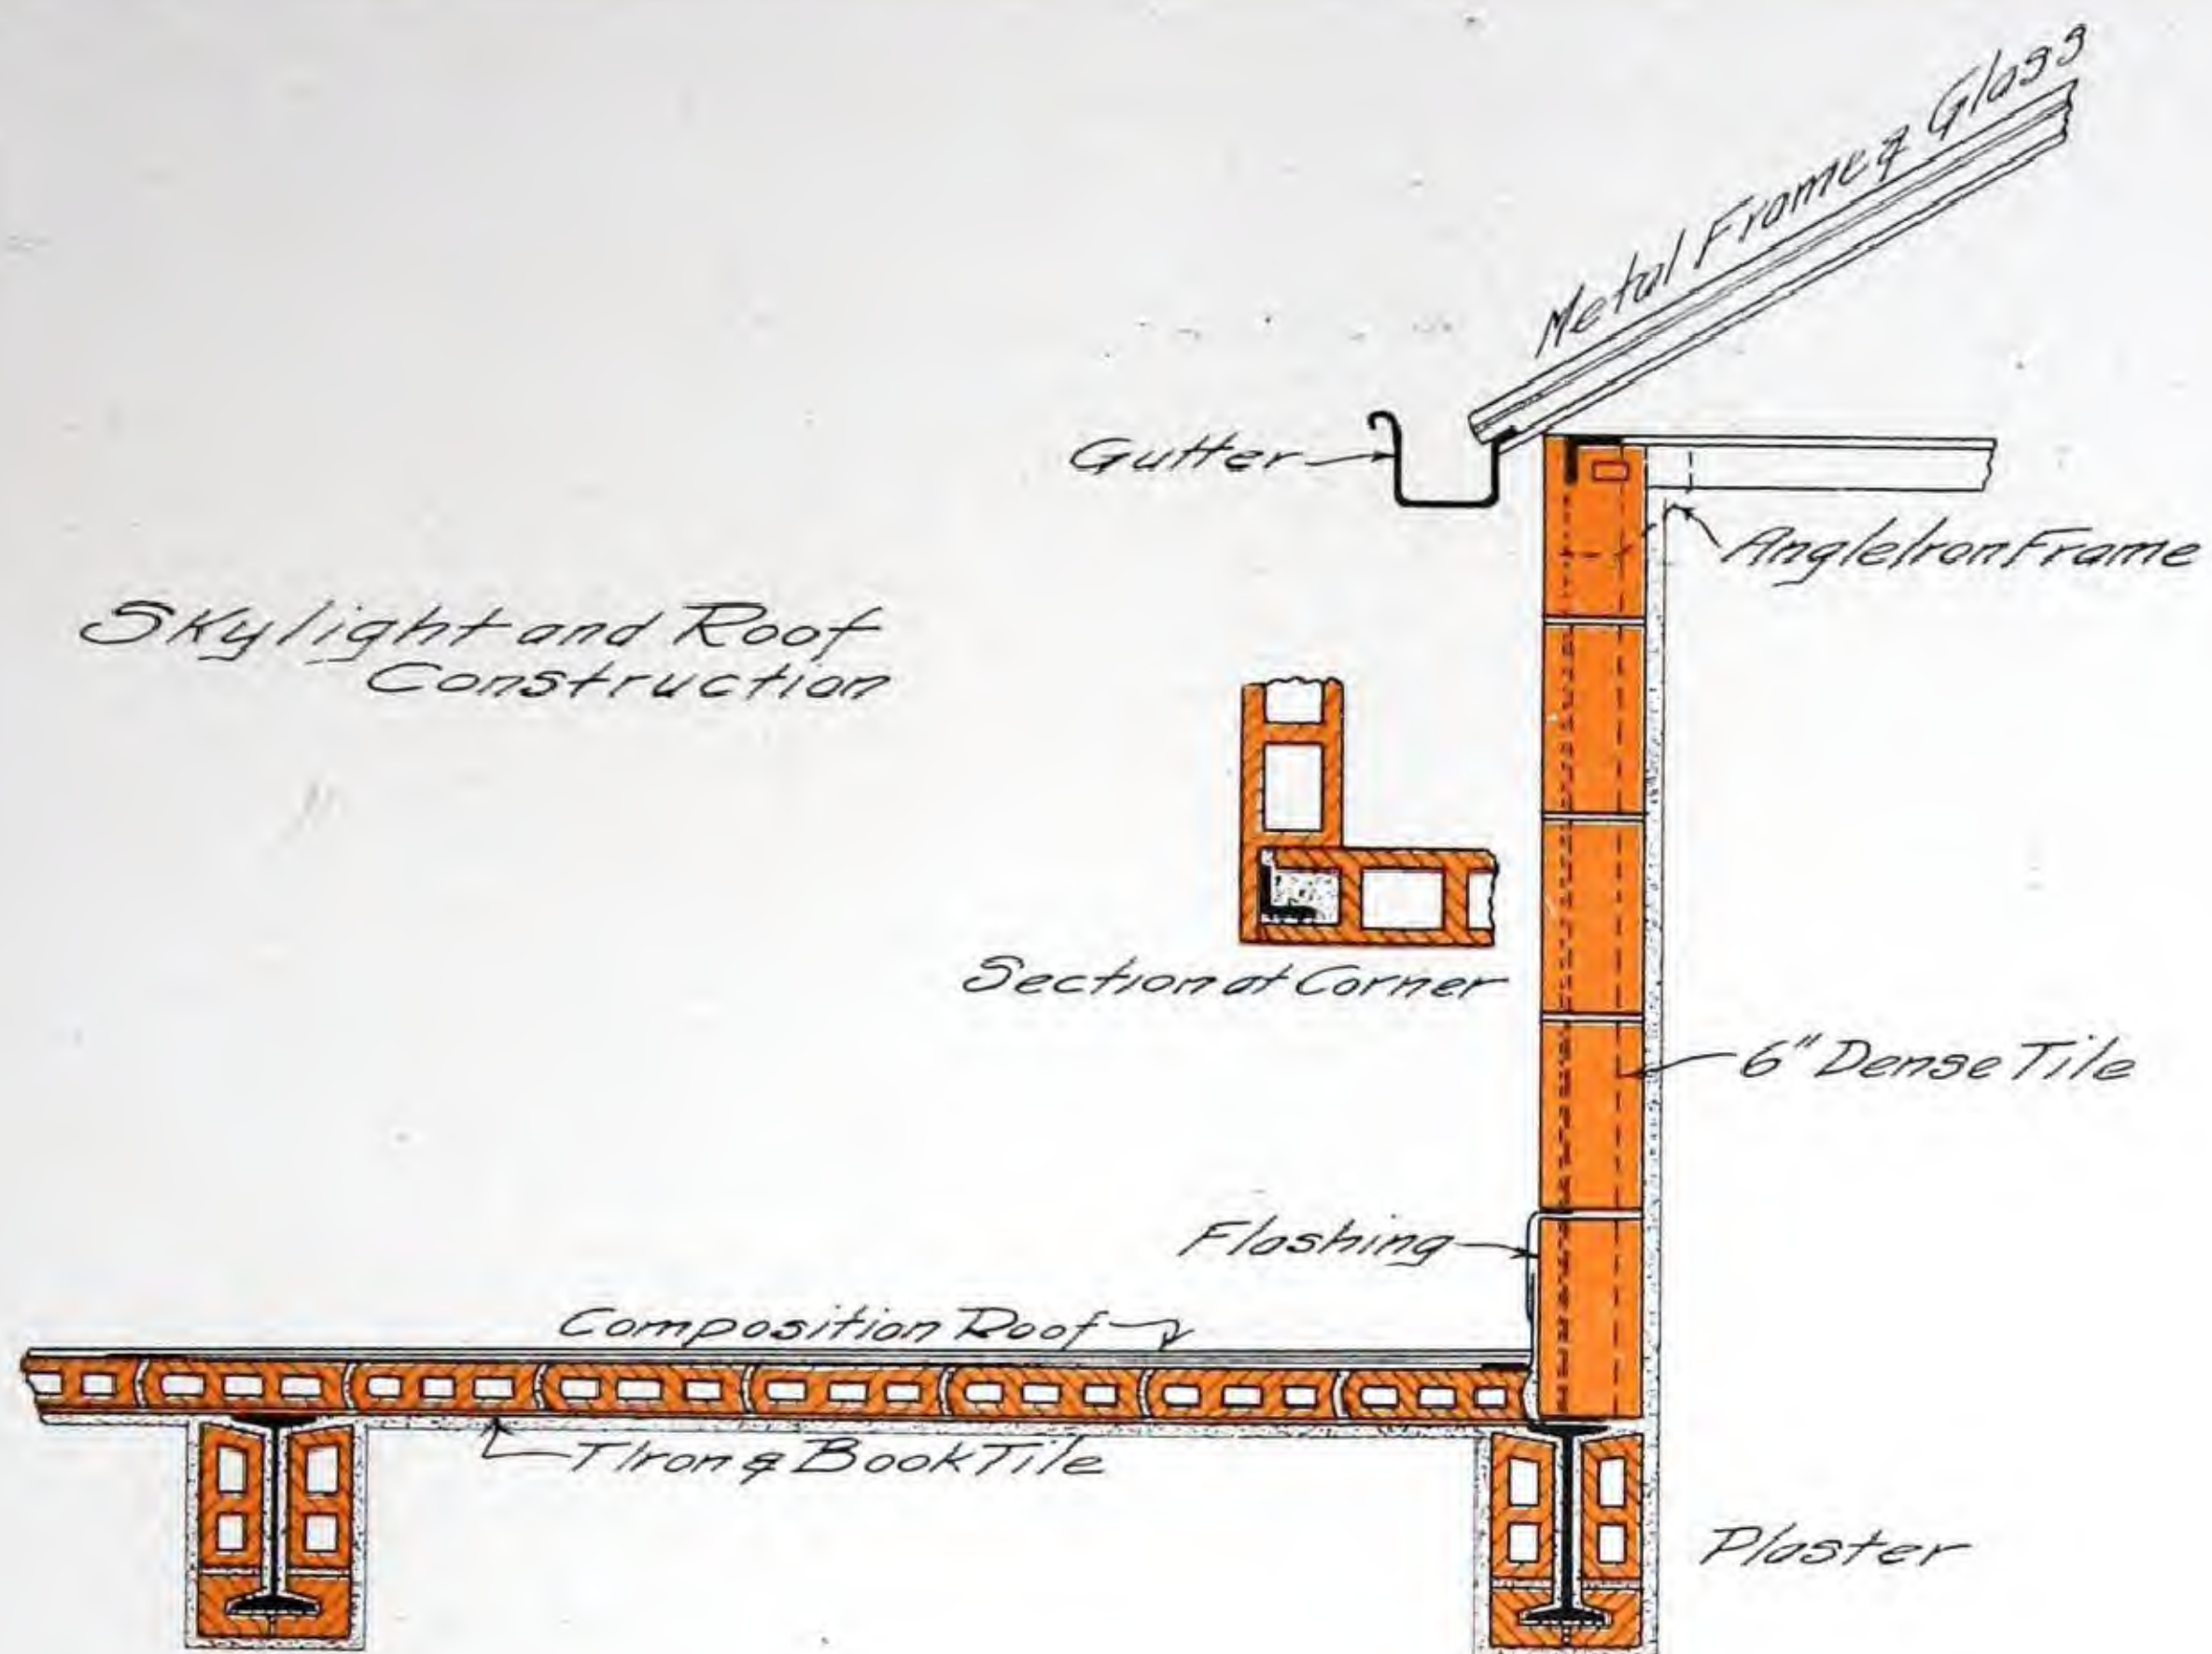 Metal Frame & Glass
Gutter
Angle Iron Frame
Skylight and Roof
Construction
Section at Corner
6" Dense Tile
Flashing
Composition Roof
T Iron & Book Tile
Plaster